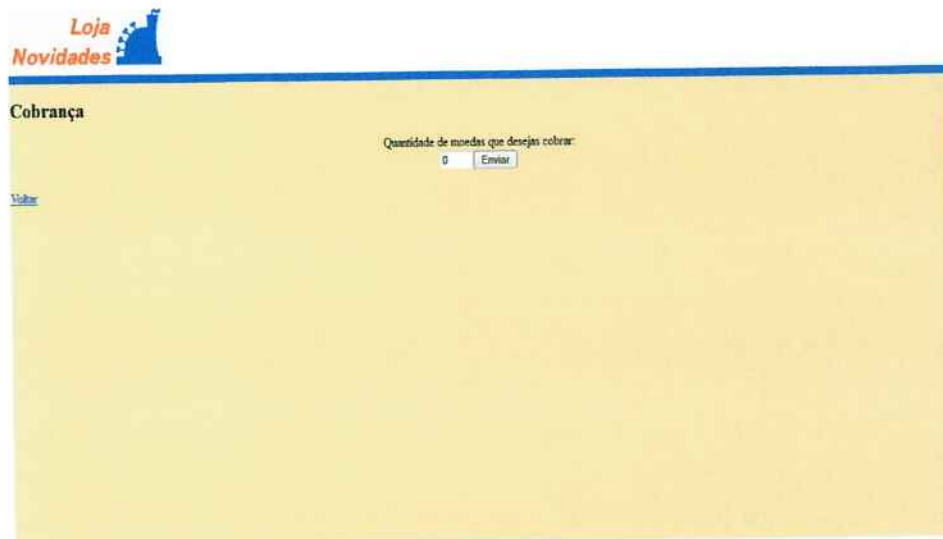 Loja
Novidades
Cobrança
Quantidade de moedas que desejas cobrar:
0 Enviar
Voltar